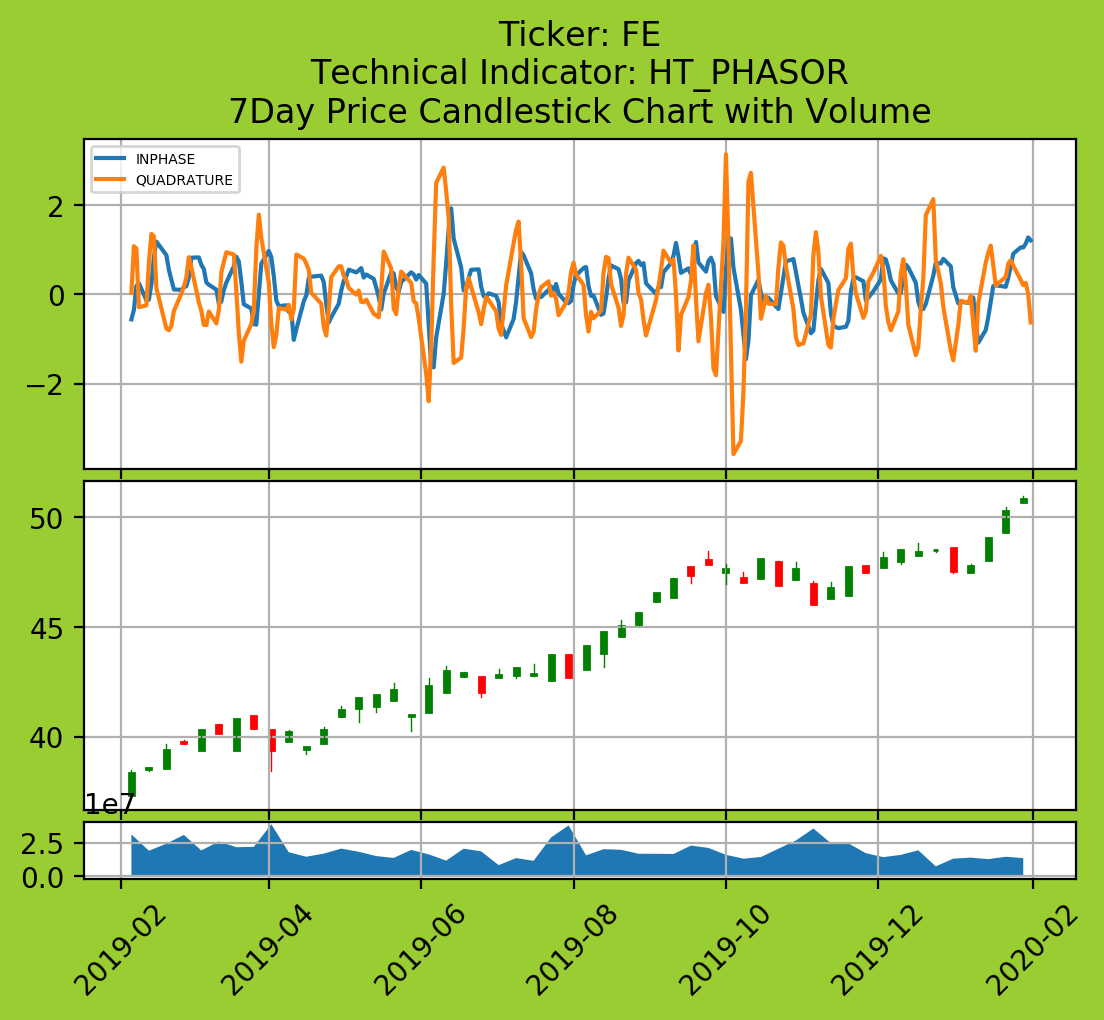 Ticker: FE
Technical Indicator: HT_PHASOR
7Day Price Candlestick Chart with Volume
INPHASE
QUADRATURE
2
0
−2
50
45
40
1e7
2.5
0.0
2019-02
2019-04
2019-06
2019-08
2019-10
2019-12
2020-02